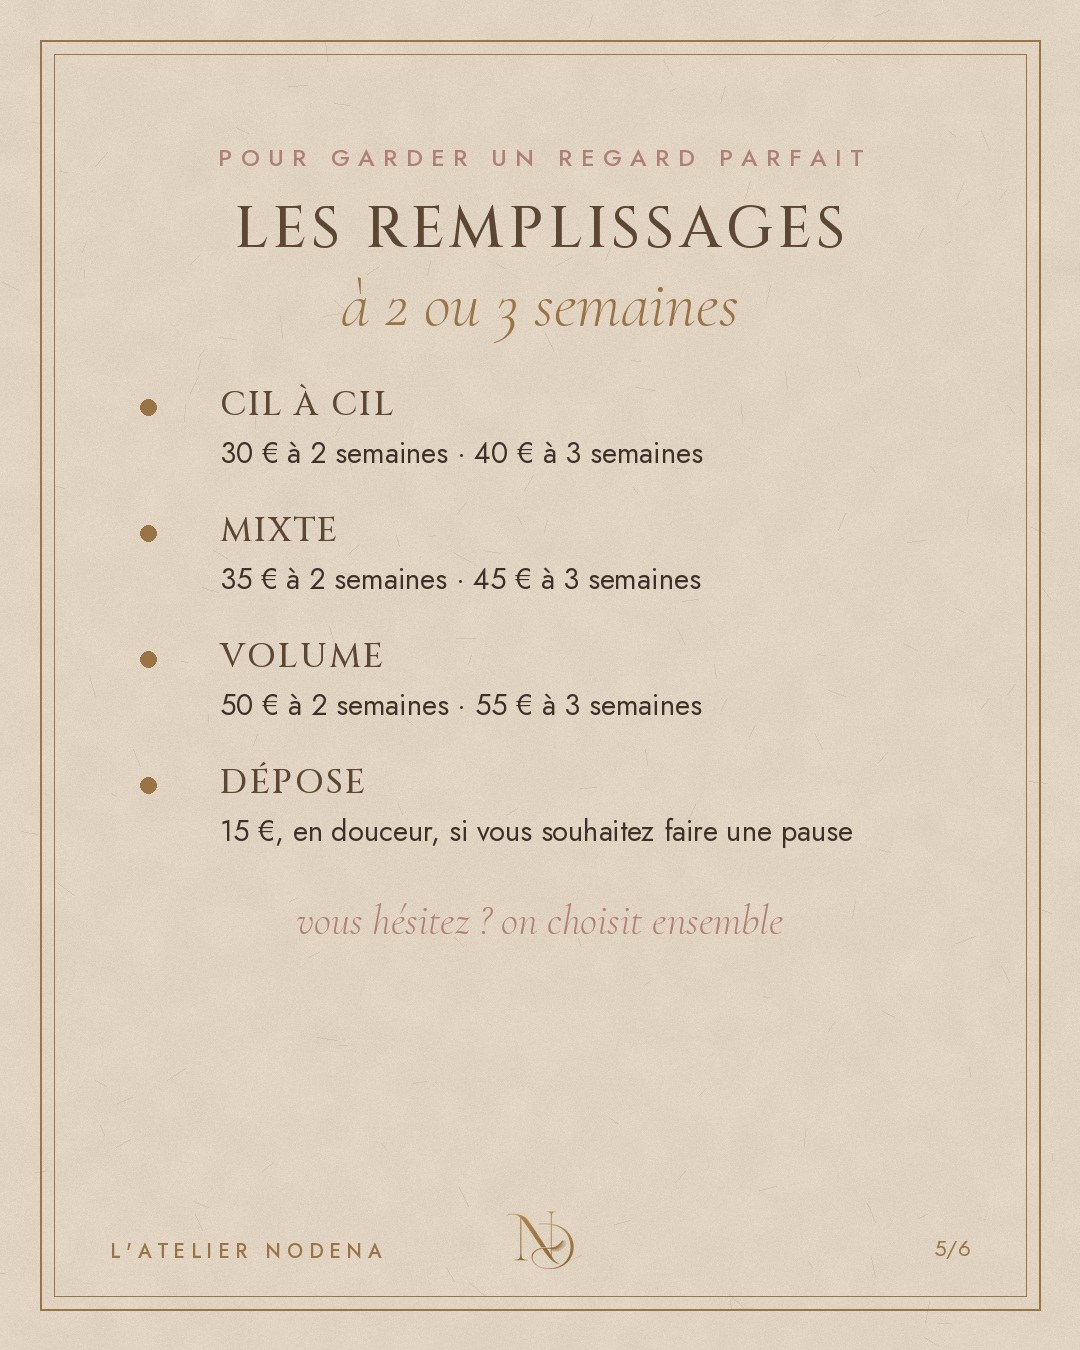 POUR GARDER UN REGARD PARFAIT
LES REMPLISSAGES
à 2 ou 3 semaines
CIL À CIL
30 € à 2 semaines · 40 € à 3 semaines
MIXTE
35 € à 2 semaines · 45 € à 3 semaines
VOLUME
50 € à 2 semaines · 55 € à 3 semaines
DÉPOSE
15 €, en douceur, si vous souhaitez faire une pause
vous hésitez ? on choisit ensemble
L'ATELIER NODENA
ND
5/6